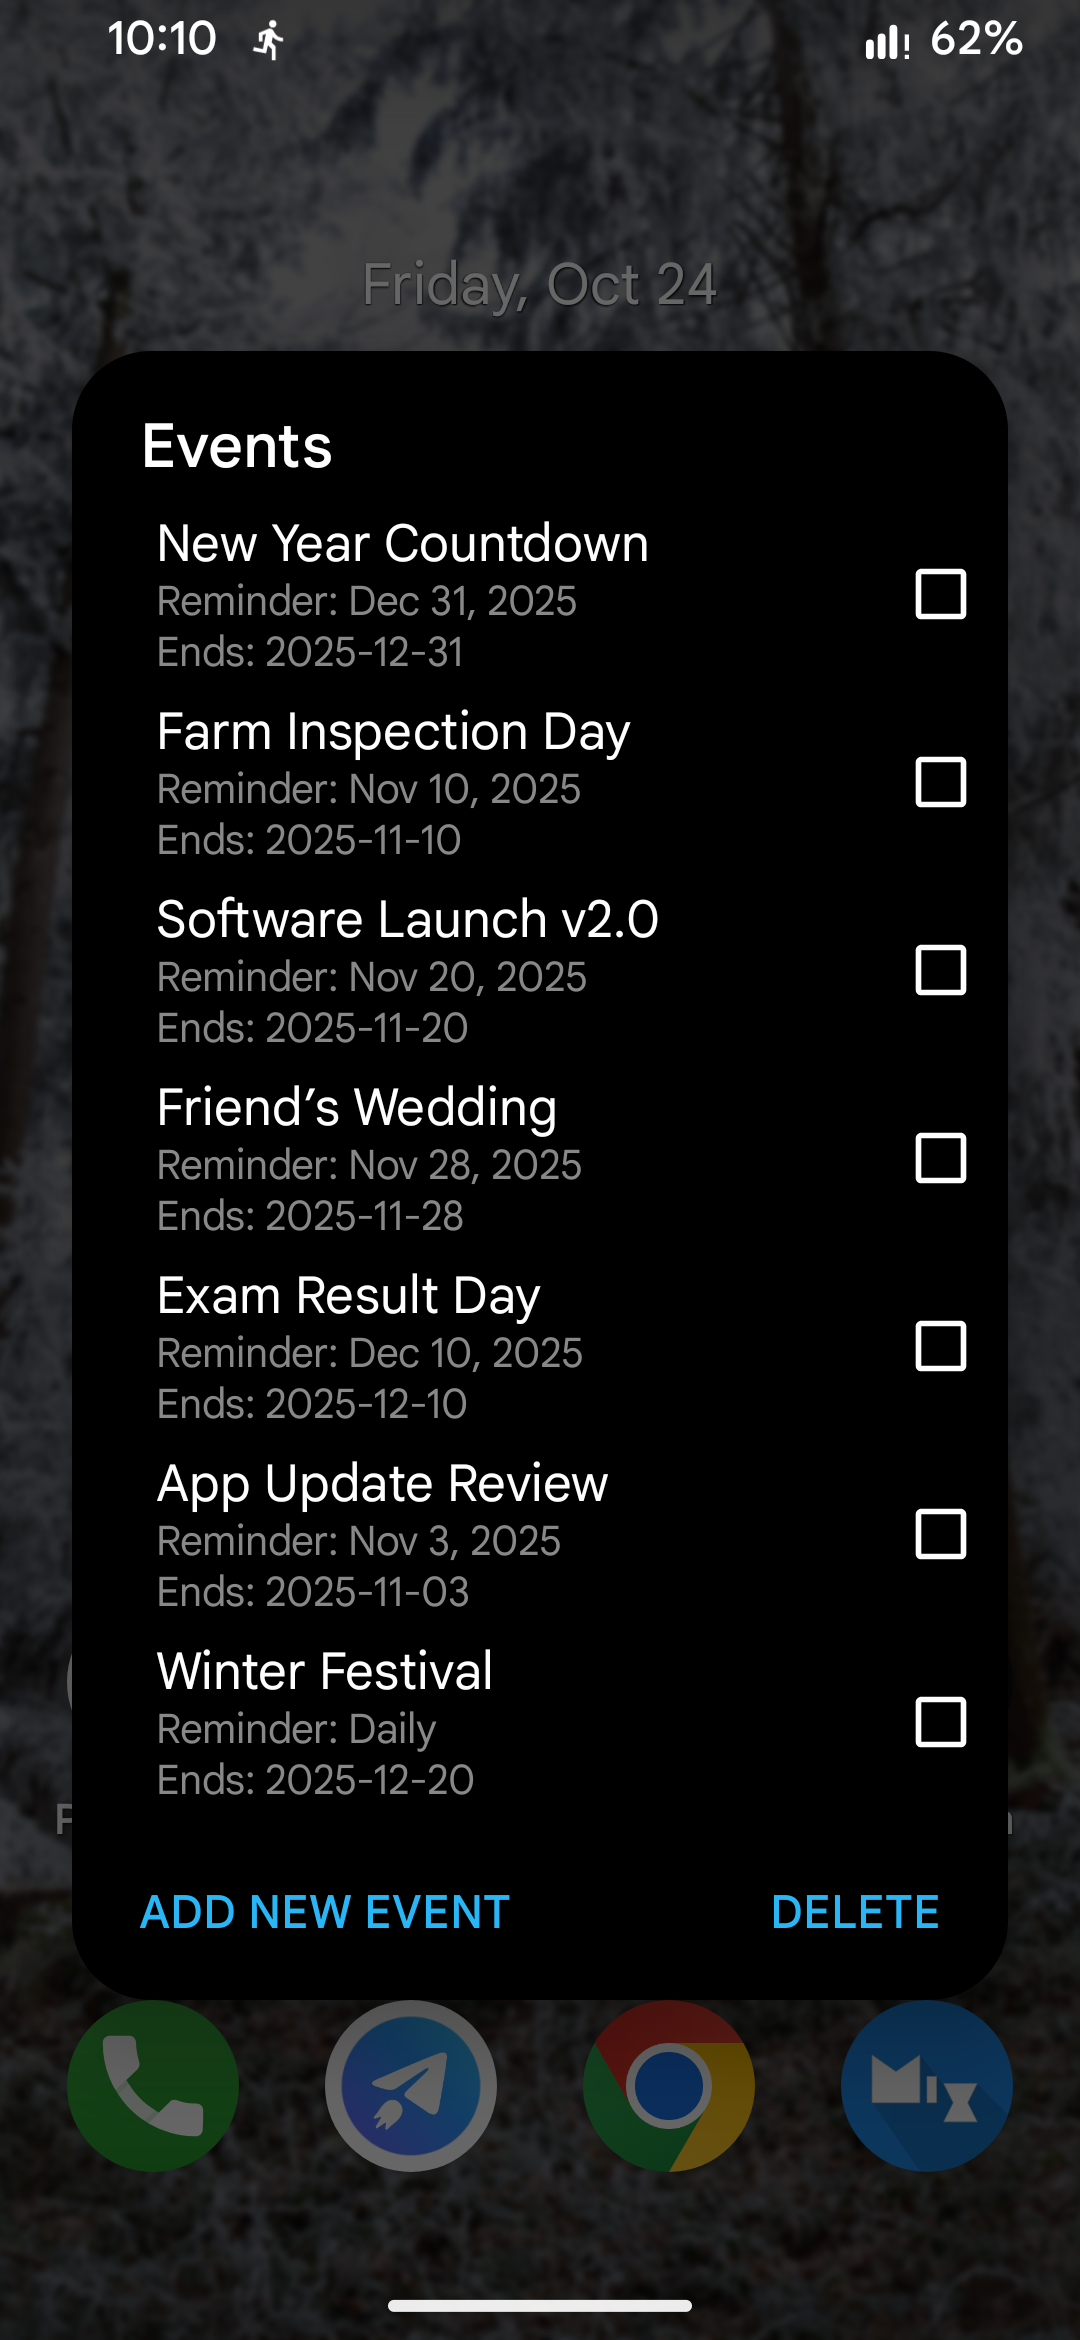 10:10
62%
Friday, Oct 24
Events
New Year Countdown
Reminder: Dec 31, 2025
Ends: 2025-12-31
Farm Inspection Day
Reminder: Nov 10, 2025
Ends: 2025-11-10
Software Launch v2.0
Reminder: Nov 20, 2025
Ends: 2025-11-20
Friend’s Wedding
Reminder: Nov 28, 2025
Ends: 2025-11-28
Exam Result Day
Reminder: Dec 10, 2025
Ends: 2025-12-10
App Update Review
Reminder: Nov 3, 2025
Ends: 2025-11-03
Winter Festival
Reminder: Daily
Ends: 2025-12-20
ADD NEW EVENT
DELETE